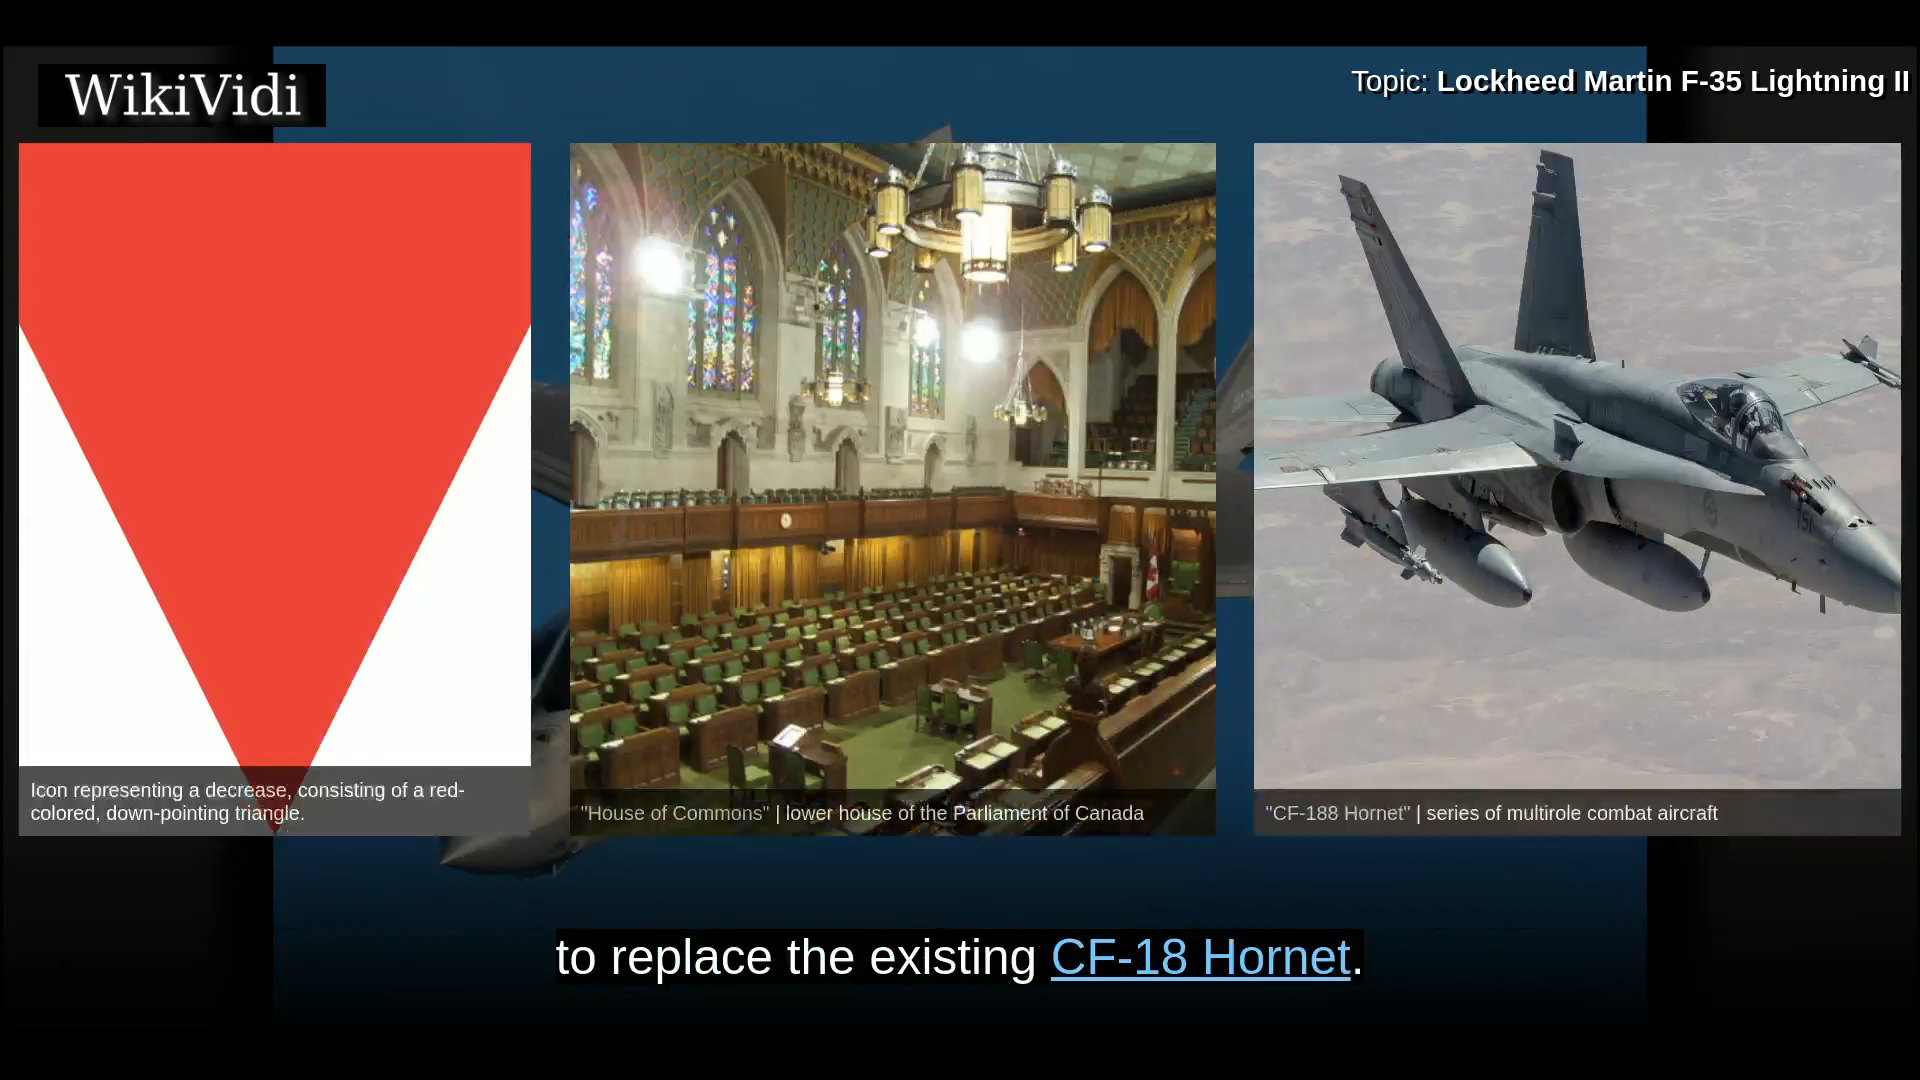 WikiVidi
Topic: Lockheed Martin F-35 Lightning II
Icon representing a decrease, consisting of a red-
colored, down-pointing triangle.
"House of Commons" | lower house of the Parliament of Canada
"CF-188 Hornet" | series of multirole combat aircraft
to replace the existing CF-18 Hornet.